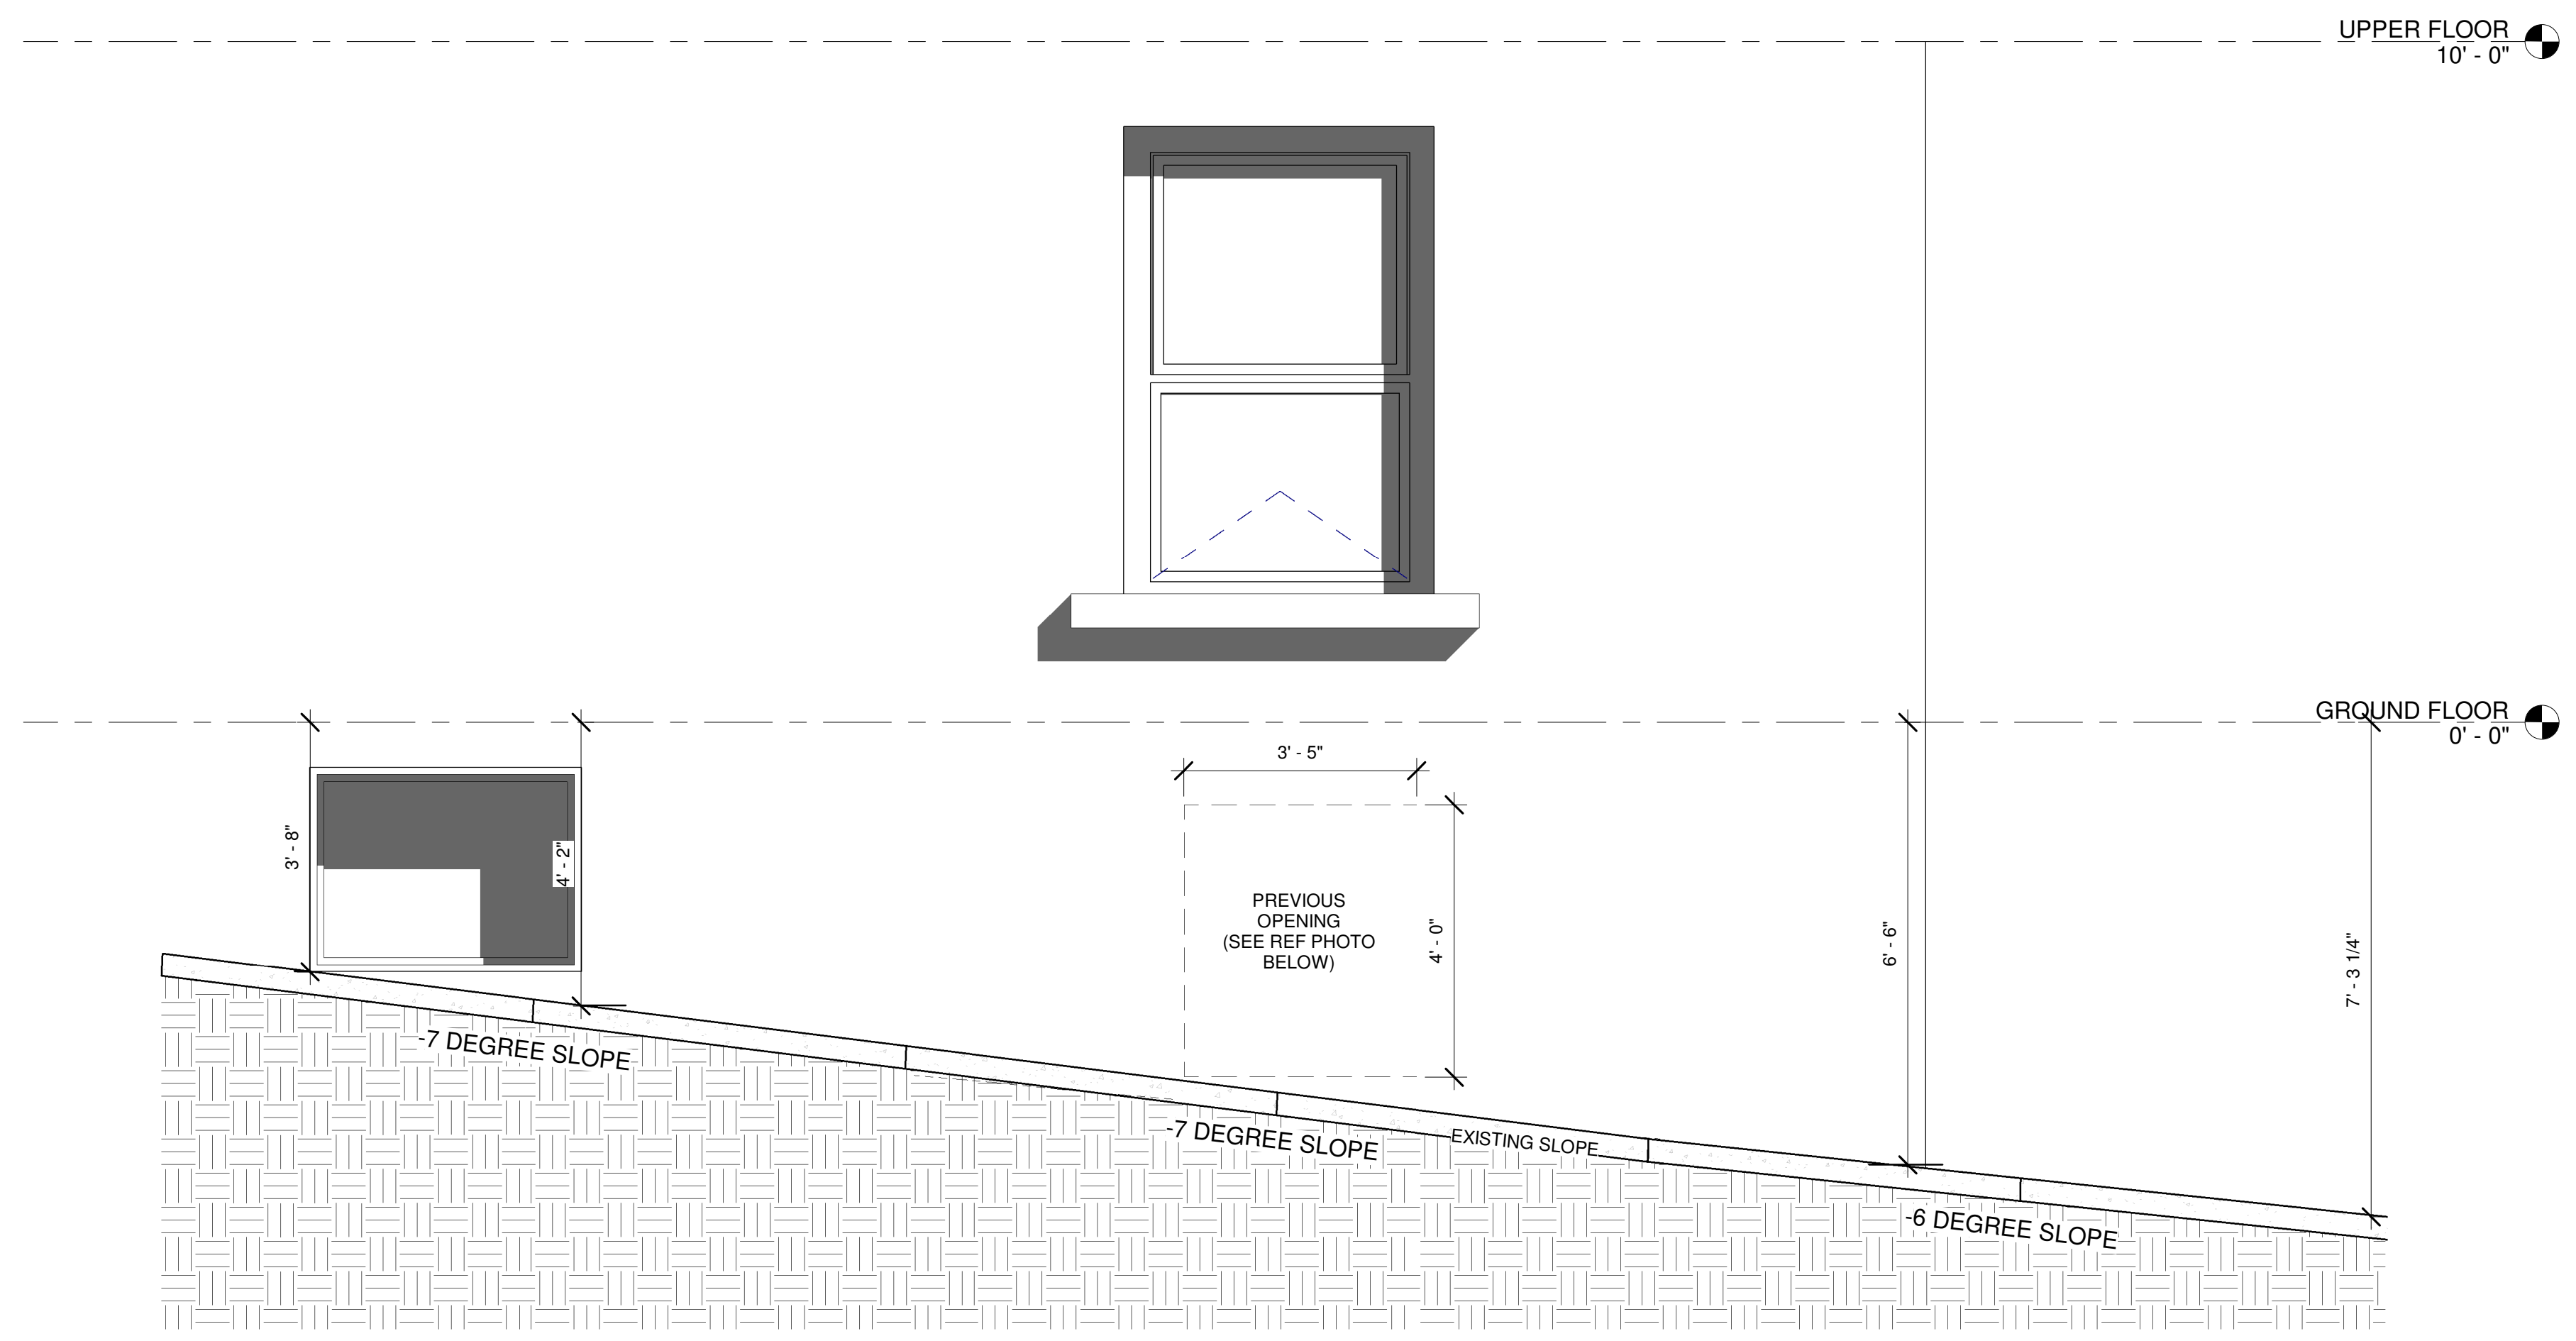 UPPER FLOOR
10' - 0"
GROUND FLOOR
0' - 0"
3' - 5"
3' - 8"
4' - 2"
PREVIOUS
OPENING
(SEE REF PHOTO
BELOW)
4' - 0"
6' - 6"
7' - 3 1/4"
-7 DEGREE SLOPE
-7 DEGREE SLOPE
EXISTING SLOPE
-6 DEGREE SLOPE